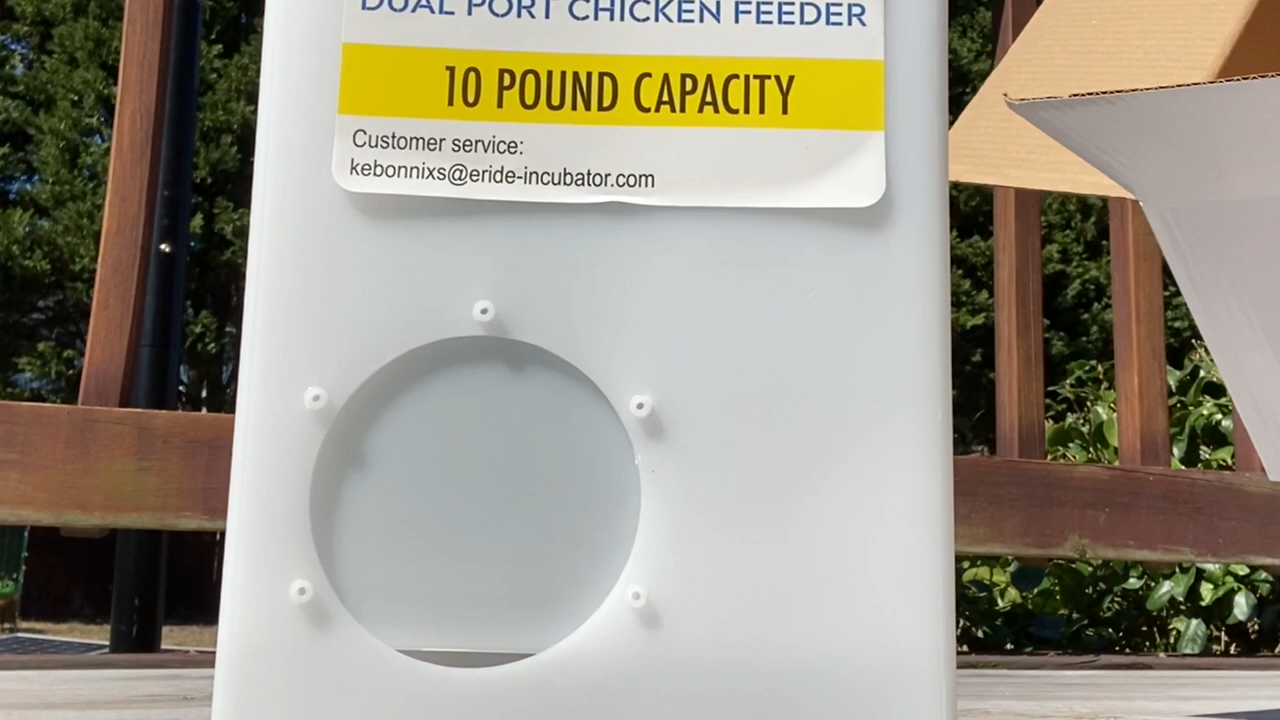 DUAL PORT CHICKEN FEEDER
10 POUND CAPACITY
Customer service:
kebonnixs@eride-incubator.com